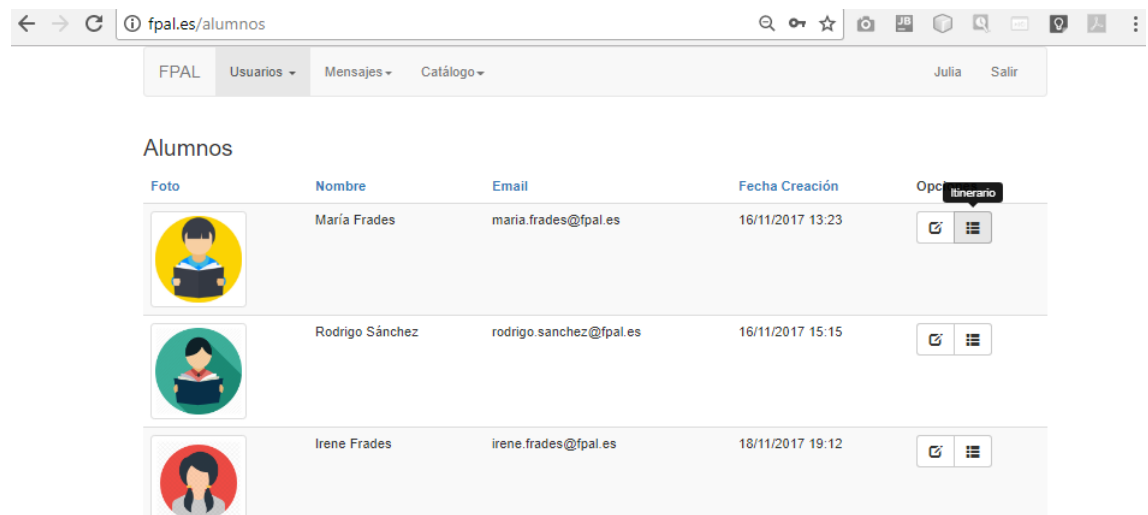 fpal.es/alumnos
JB
FPAL Usuarios Mensajes Catálogo Julia Salir
Alumnos
Foto Nombre Email Fecha Creación
Itinerario
María Frades maria.frades@fpal.es 16/11/2017 13:23
Rodrigo Sánchez rodrigo.sanchez@fpal.es 16/11/2017 15:15
Irene Frades irene.frades@fpal.es 18/11/2017 19:12